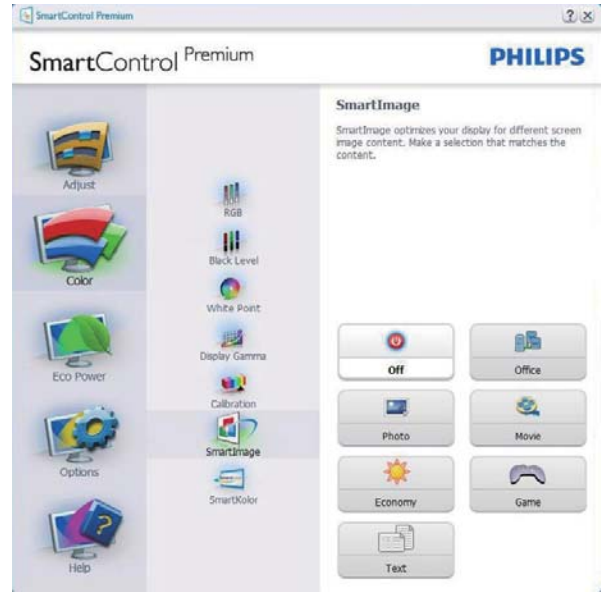 SmartControl Premium
? x
SmartControl Premium
PHILIPS
Adjust
Color
Eco Power
Options
Help
RGB
Black Level
White Point
Display Gamma
Calibration
SmartImage
SmartKolor
SmartImage
SmartImage optimizes your display for different screen
image content. Make a selection that matches the
content.
Off
Office
Photo
Movie
Economy
Game
Text